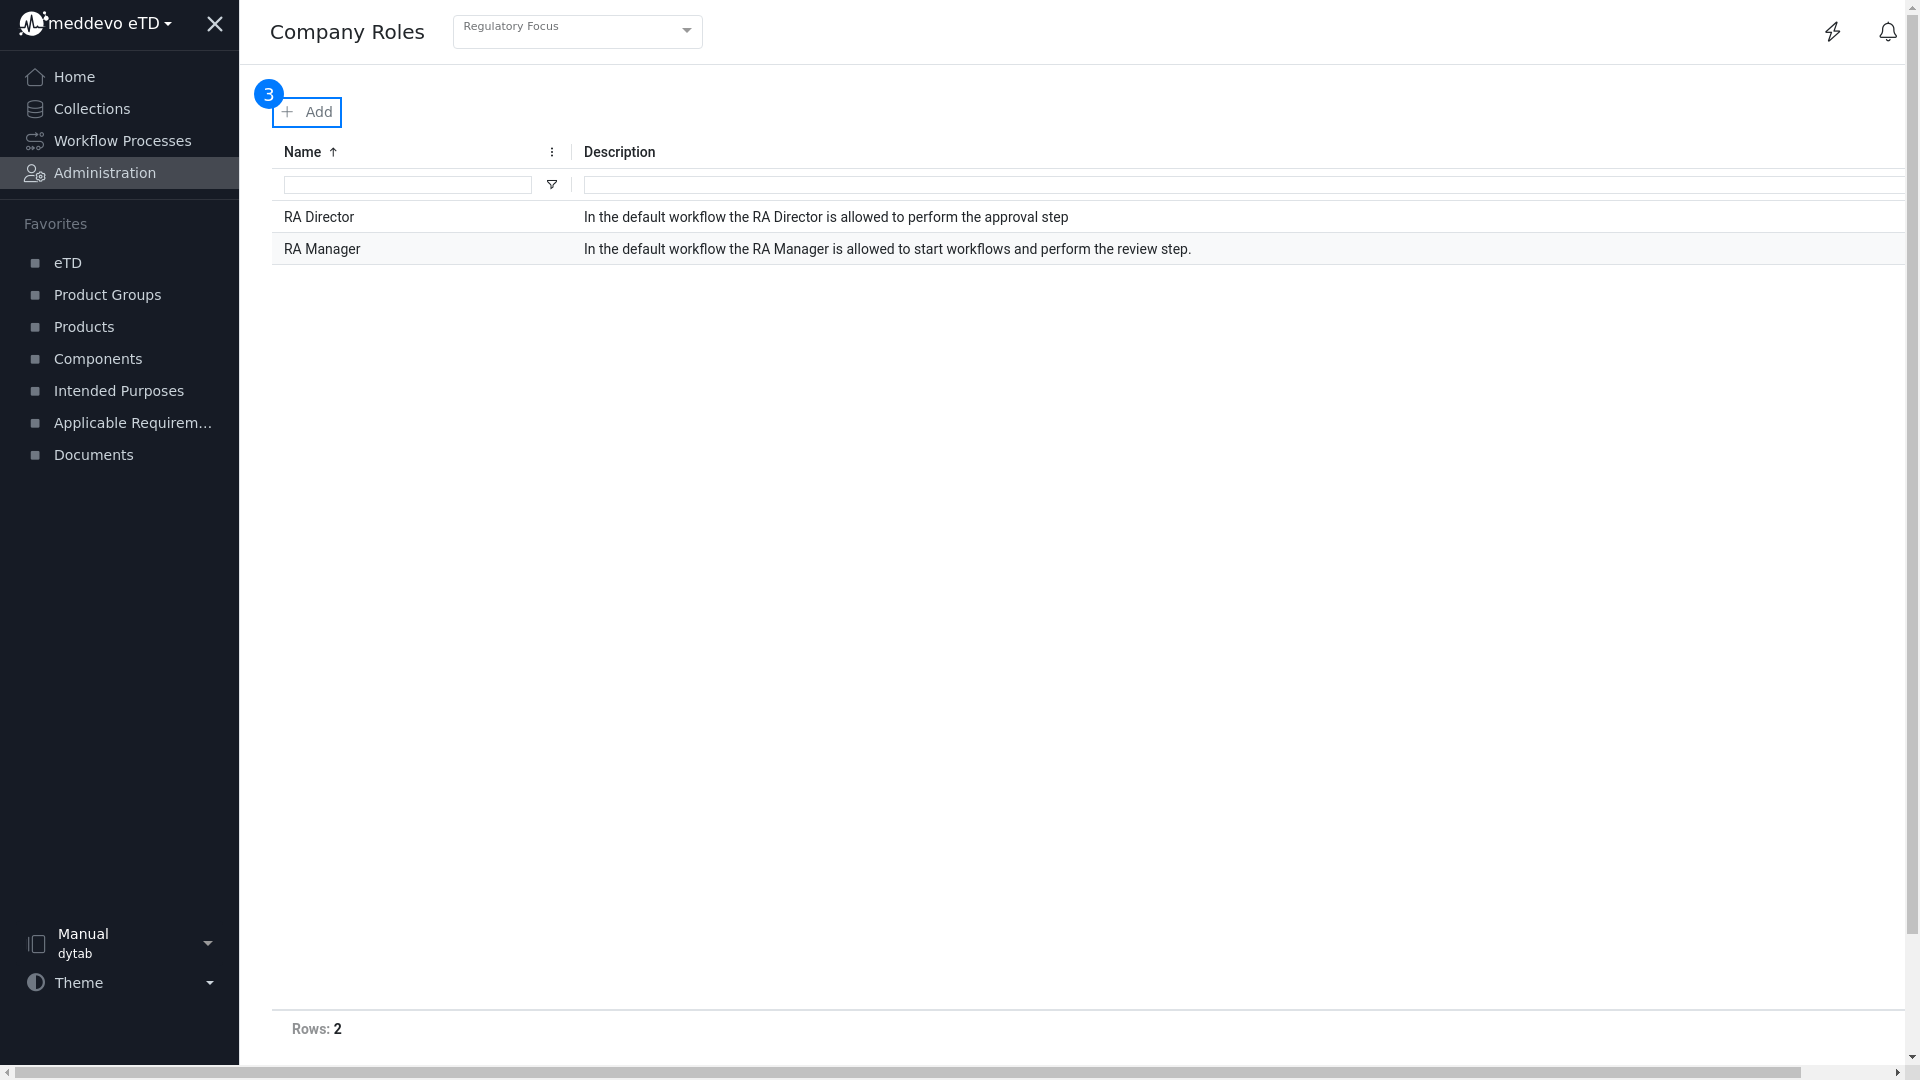 meddevo eTD
Home
Collections
Workflow Processes
Administration
Favorites
eTD
Product Groups
Products
Components
Intended Purposes
Applicable Requirem...
Documents
Manual
dytab
Theme
Company Roles
Regulatory Focus
3
Add
Name
Description
RA Director
In the default workflow the RA Director is allowed to perform the approval step
RA Manager
In the default workflow the RA Manager is allowed to start workflows and perform the review step.
Rows: 2